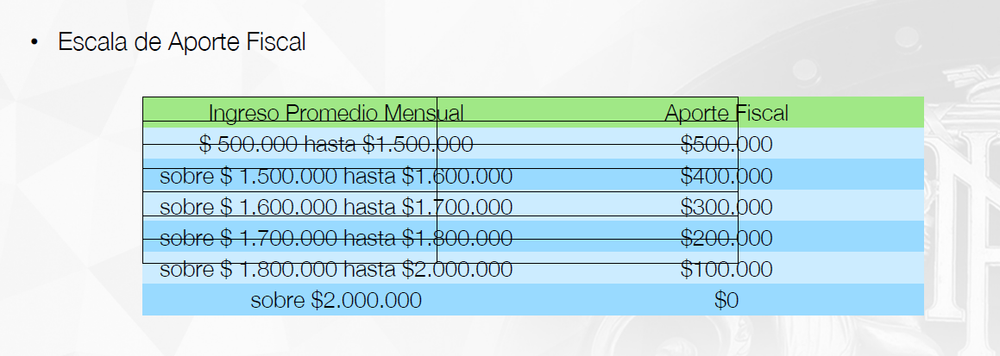 • Escala de Aporte Fiscal
Ingreso Promedio Mensual Aporte Fiscal
$ 500.000 hasta $1.500.000 $500.000
sobre $ 1.500.000 hasta $1.600.000 $400.000
sobre $ 1.600.000 hasta $1.700.000 $300.000
sobre $ 1.700.000 hasta $1.800.000 $200.000
sobre $ 1.800.000 hasta $2.000.000 $100.000
sobre $2.000.000 $0